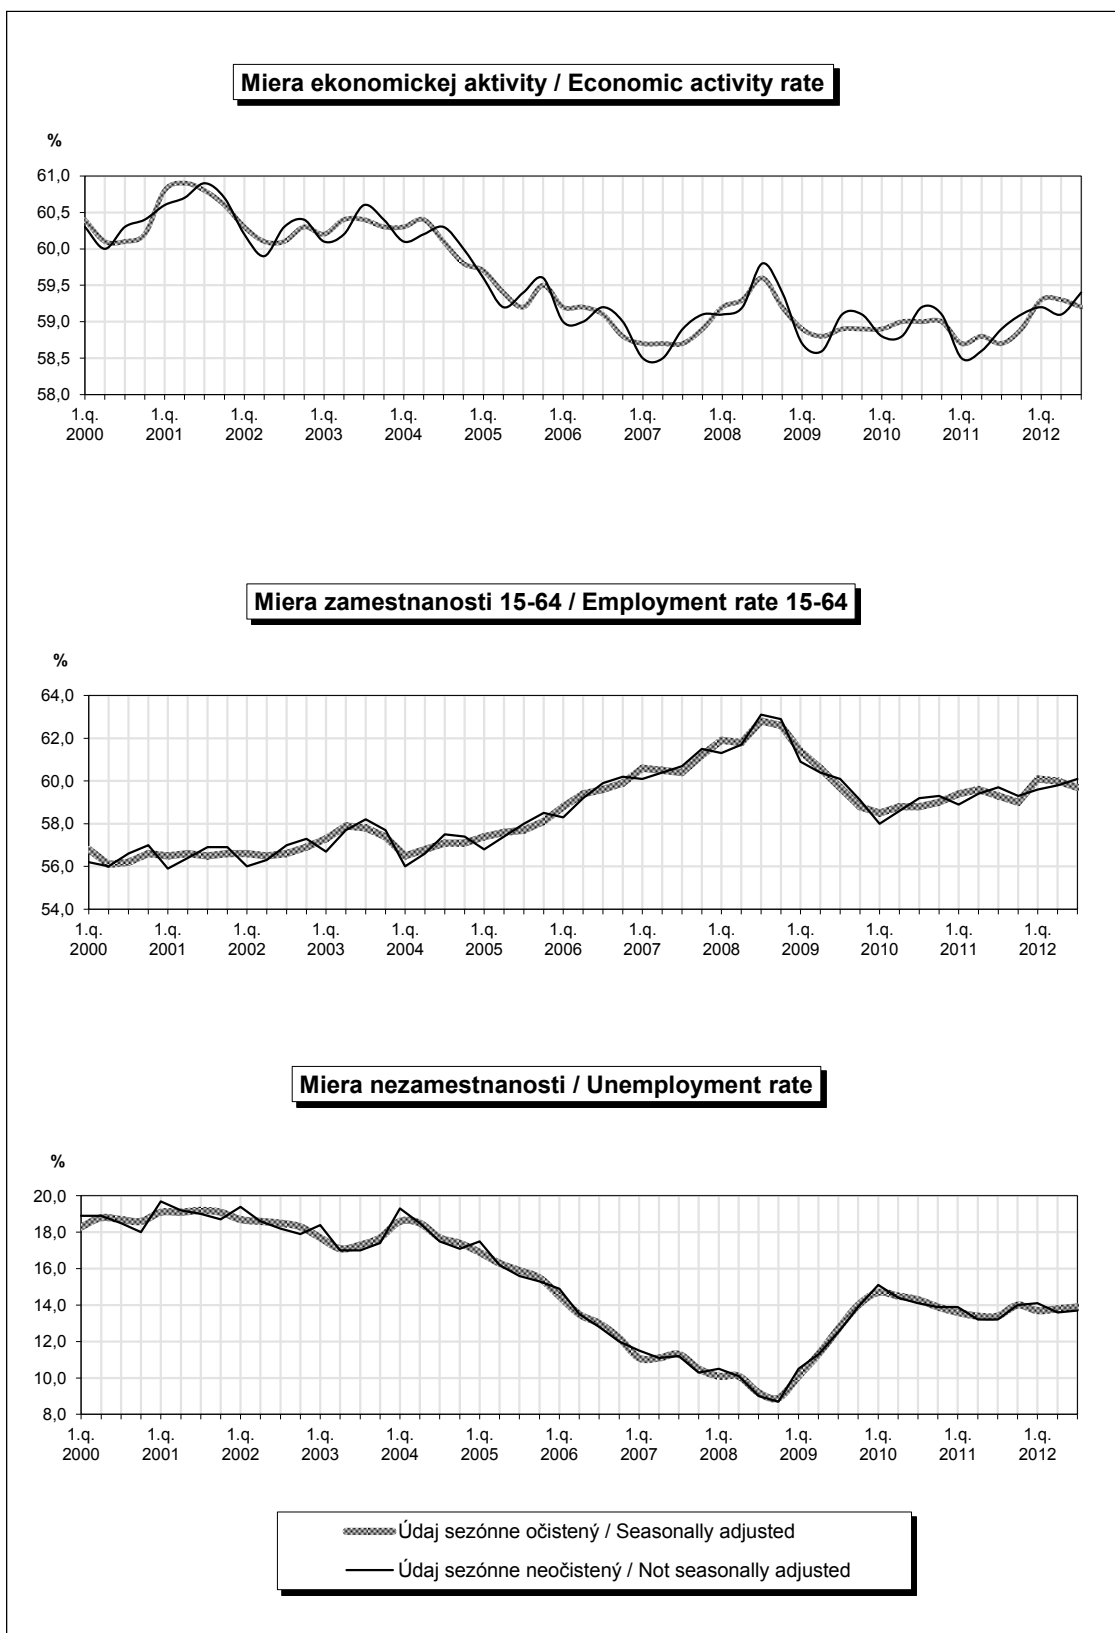 Miera ekonomickej aktivity / Economic activity rate
%
61,0
60,5
60,0
59,5
59,0
58,5
58,0
1.q. 1.q. 1.q. 1.q. 1.q. 1.q. 1.q. 1.q. 1.q. 1.q. 1.q. 1.q. 1.q.
2000 2001 2002 2003 2004 2005 2006 2007 2008 2009 2010 2011 2012
Miera zamestnanosti 15-64 / Employment rate 15-64
%
64,0
62,0
60,0
58,0
56,0
54,0
1.q. 1.q. 1.q. 1.q. 1.q. 1.q. 1.q. 1.q. 1.q. 1.q. 1.q. 1.q. 1.q.
2000 2001 2002 2003 2004 2005 2006 2007 2008 2009 2010 2011 2012
Miera nezamestnanosti / Unemployment rate
%
20,0
18,0
16,0
14,0
12,0
10,0
8,0
1.q. 1.q. 1.q. 1.q. 1.q. 1.q. 1.q. 1.q. 1.q. 1.q. 1.q. 1.q. 1.q.
2000 2001 2002 2003 2004 2005 2006 2007 2008 2009 2010 2011 2012
Údaj sezónne očistený / Seasonally adjusted
Údaj sezónne neočistený / Not seasonally adjusted